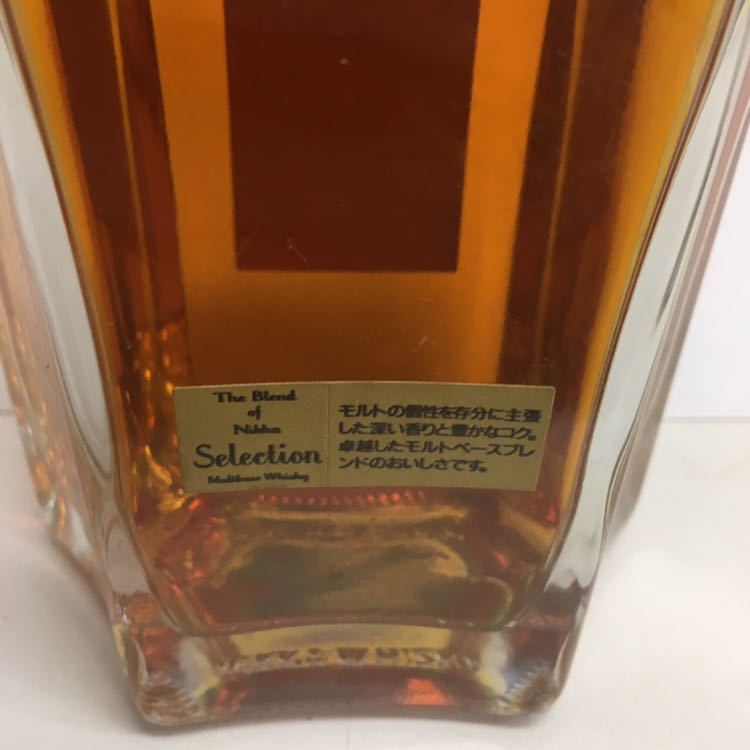 The Blend
of
Nikka
Selection
Maltbase Whisky
モルトの個性を存分に主張
した深い香りと豊かなコク。
卓越したモルトベースブレ
ンドのおいしさです。
WHISKY